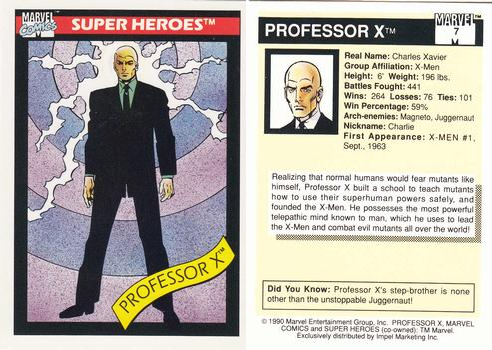 MARVEL
COMICS
SUPER HEROES™
PROFESSOR X™
PROFESSOR X™
MARVEL™
7
Real Name: Charles Xavier
Group Affiliation: X-Men
Height: 6' Weight: 196 lbs.
Battles Fought: 441
Wins: 264 Losses: 76 Ties: 101
Win Percentage: 59%
Arch-enemies: Magneto, Juggernaut
Nickname: Charlie
First Appearance: X-MEN #1,
Sept., 1963
Realizing that normal humans would fear mutants like
himself, Professor X built a school to teach mutants
how to use their superhuman powers safely, and
founded the X-Men. He possesses the most powerful
telepathic mind known to man, which he uses to lead
the X-Men and combat evil mutants all over the world!
Did You Know: Professor X's step-brother is none
other than the unstoppable Juggernaut!
© 1990 Marvel Entertainment Group, Inc. PROFESSOR X, MARVEL
COMICS and SUPER HEROES (co-owned): TM Marvel.
Exclusively distributed by Impel Marketing Inc.